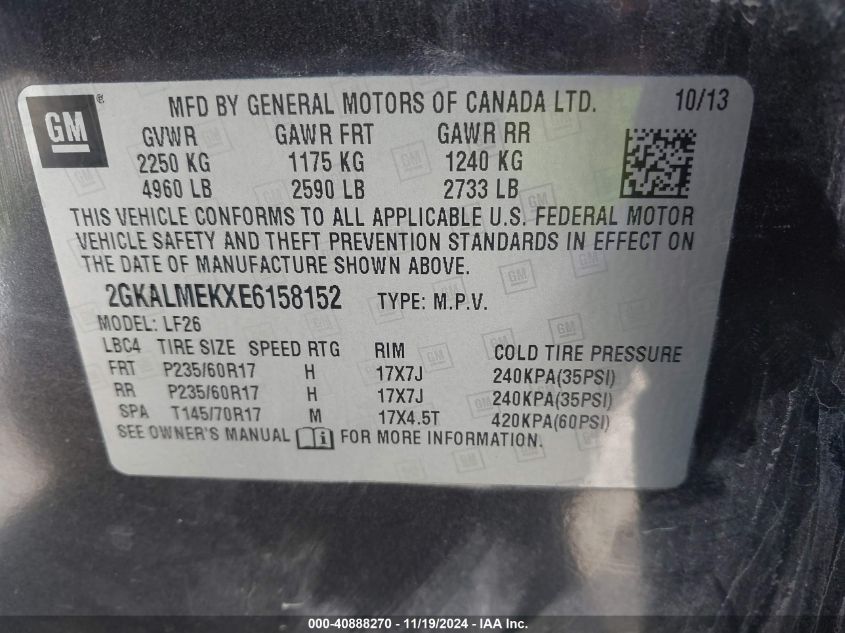 GM ®
MFD BY GENERAL MOTORS OF CANADA LTD. 10/13
GVWR GAWR FRT GAWR RR
2250 KG 1175 KG 1240 KG
4960 LB 2590 LB 2733 LB
THIS VEHICLE CONFORMS TO ALL APPLICABLE U.S. FEDERAL MOTOR
VEHICLE SAFETY AND THEFT PREVENTION STANDARDS IN EFFECT ON
THE DATE OF MANUFACTURE SHOWN ABOVE.
2GKALMEKXE6158152 TYPE: M.P.V.
MODEL: LF26
LBC4 TIRE SIZE SPEED RTG RIM COLD TIRE PRESSURE
FRT P235/60R17 H 17X7J 240KPA(35PSI)
RR P235/60R17 H 17X7J 240KPA(35PSI)
SPA T145/70R17 M 17X4.5T 420KPA(60PSI)
SEE OWNER'S MANUAL FOR MORE INFORMATION.
000-40888270 - 11/19/2024 - IAA Inc.